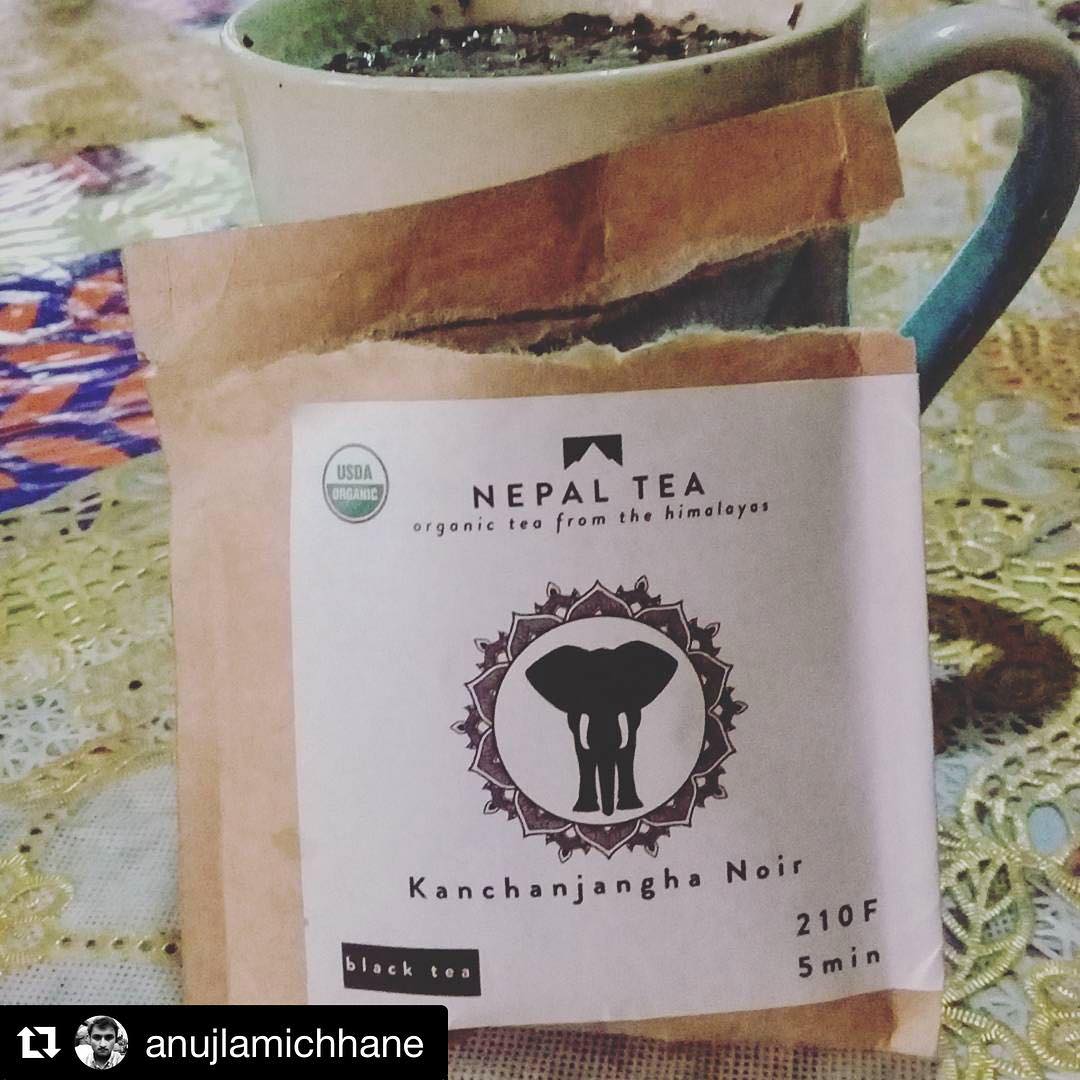 USDA
ORGANIC
NEPAL TEA
organic tea from the himalayas
Kanchanjangha Noir
210F
5min
black tea
anujlamichhane